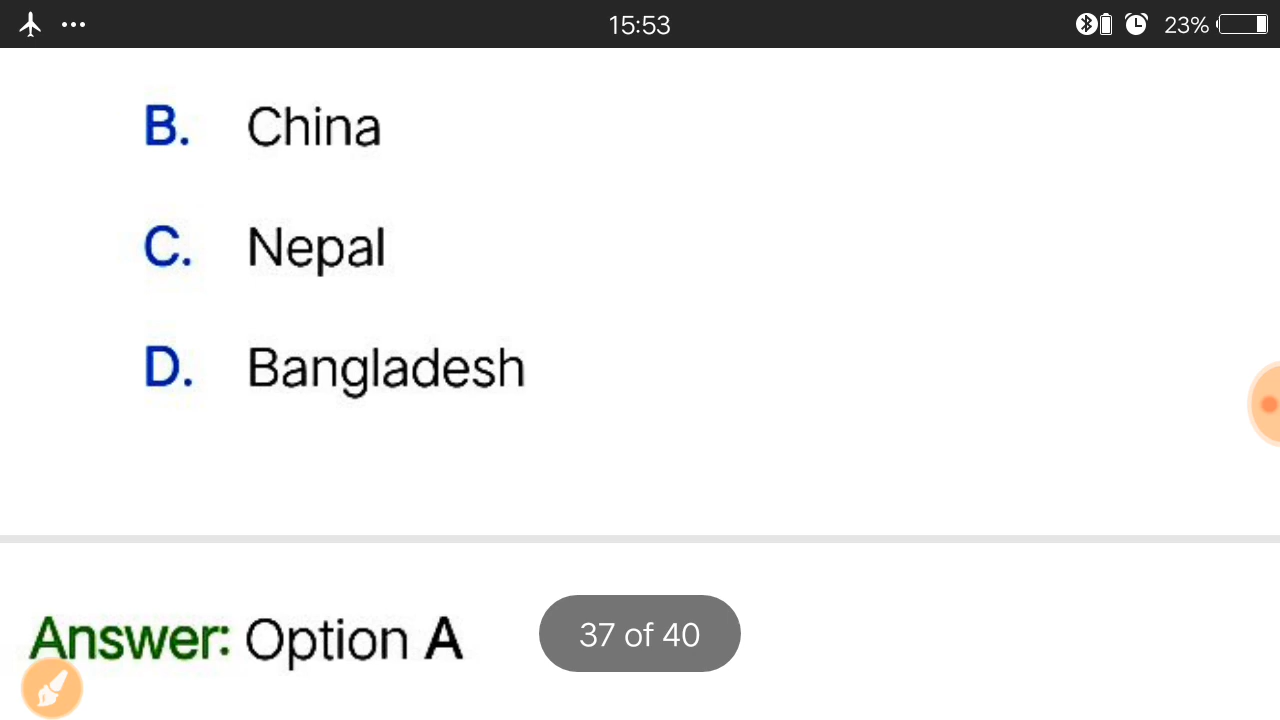 15:53
23%
B. China
C. Nepal
D. Bangladesh
Answer: Option A
37 of 40